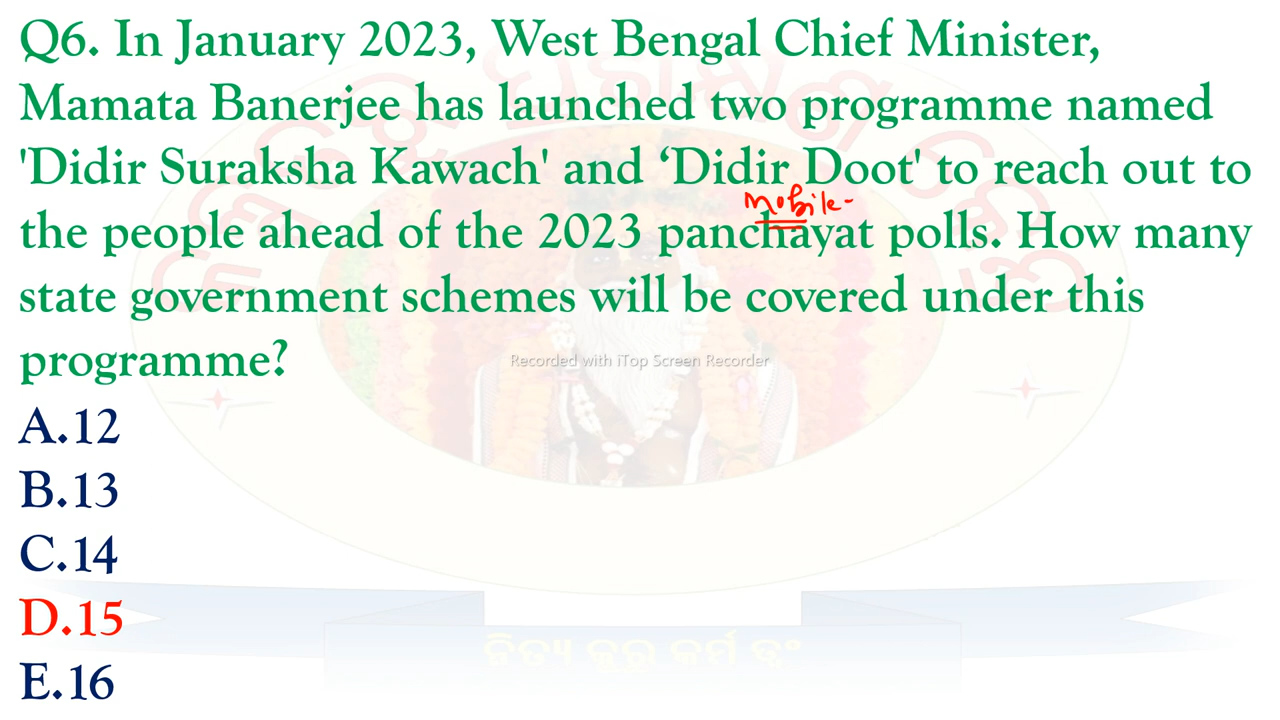 Q6. In January 2023, West Bengal Chief Minister,
Mamata Banerjee has launched two programme named
'Didir Suraksha Kawach' and ‘Didir Doot' to reach out to
mobile-
the people ahead of the 2023 panchayat polls. How many
state government schemes will be covered under this
programme?
Recorded with iTop Screen Recorder
A.12
B.13
C.14
D.15
E.16